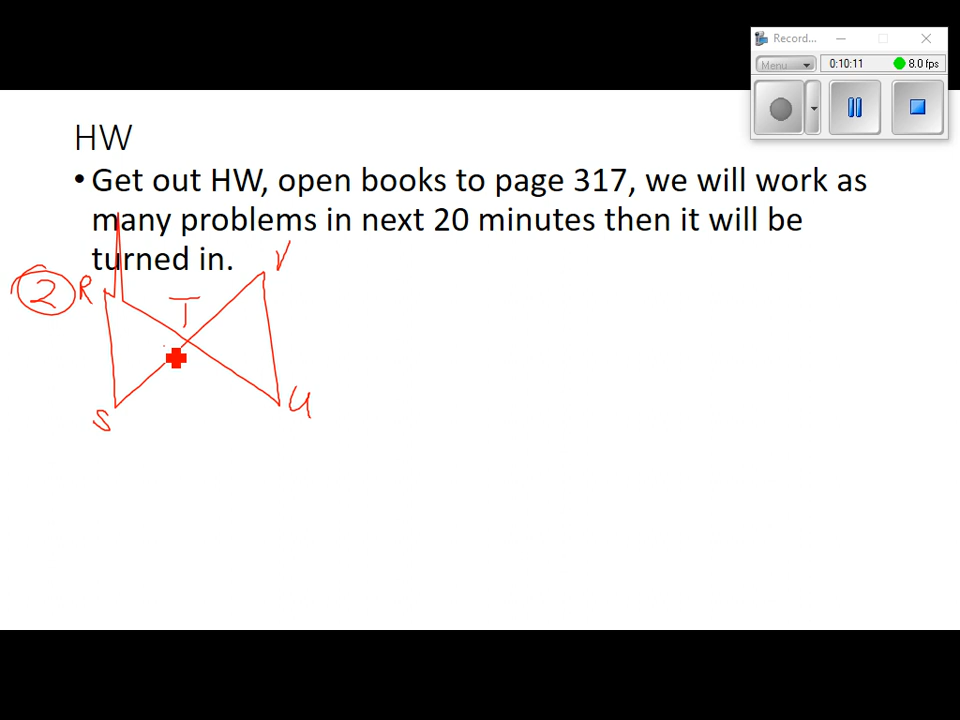 Record...
Menu
0:10:11
8.0 fps
HW
• Get out HW, open books to page 317, we will work as
many problems in next 20 minutes then it will be
turned in.
2 R T V
S U